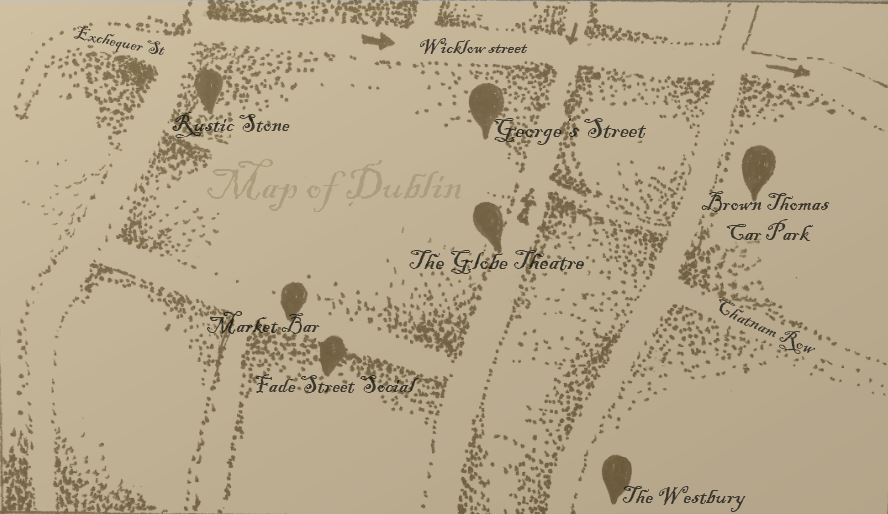 Exchequer St
Wicklow street
Rustic Stone
George's Street
Map of Dublin
Brown Thomas
Car Park
The Globe Theatre
Market Bar
Chatnam Row
Fade Street Social
The Westbury